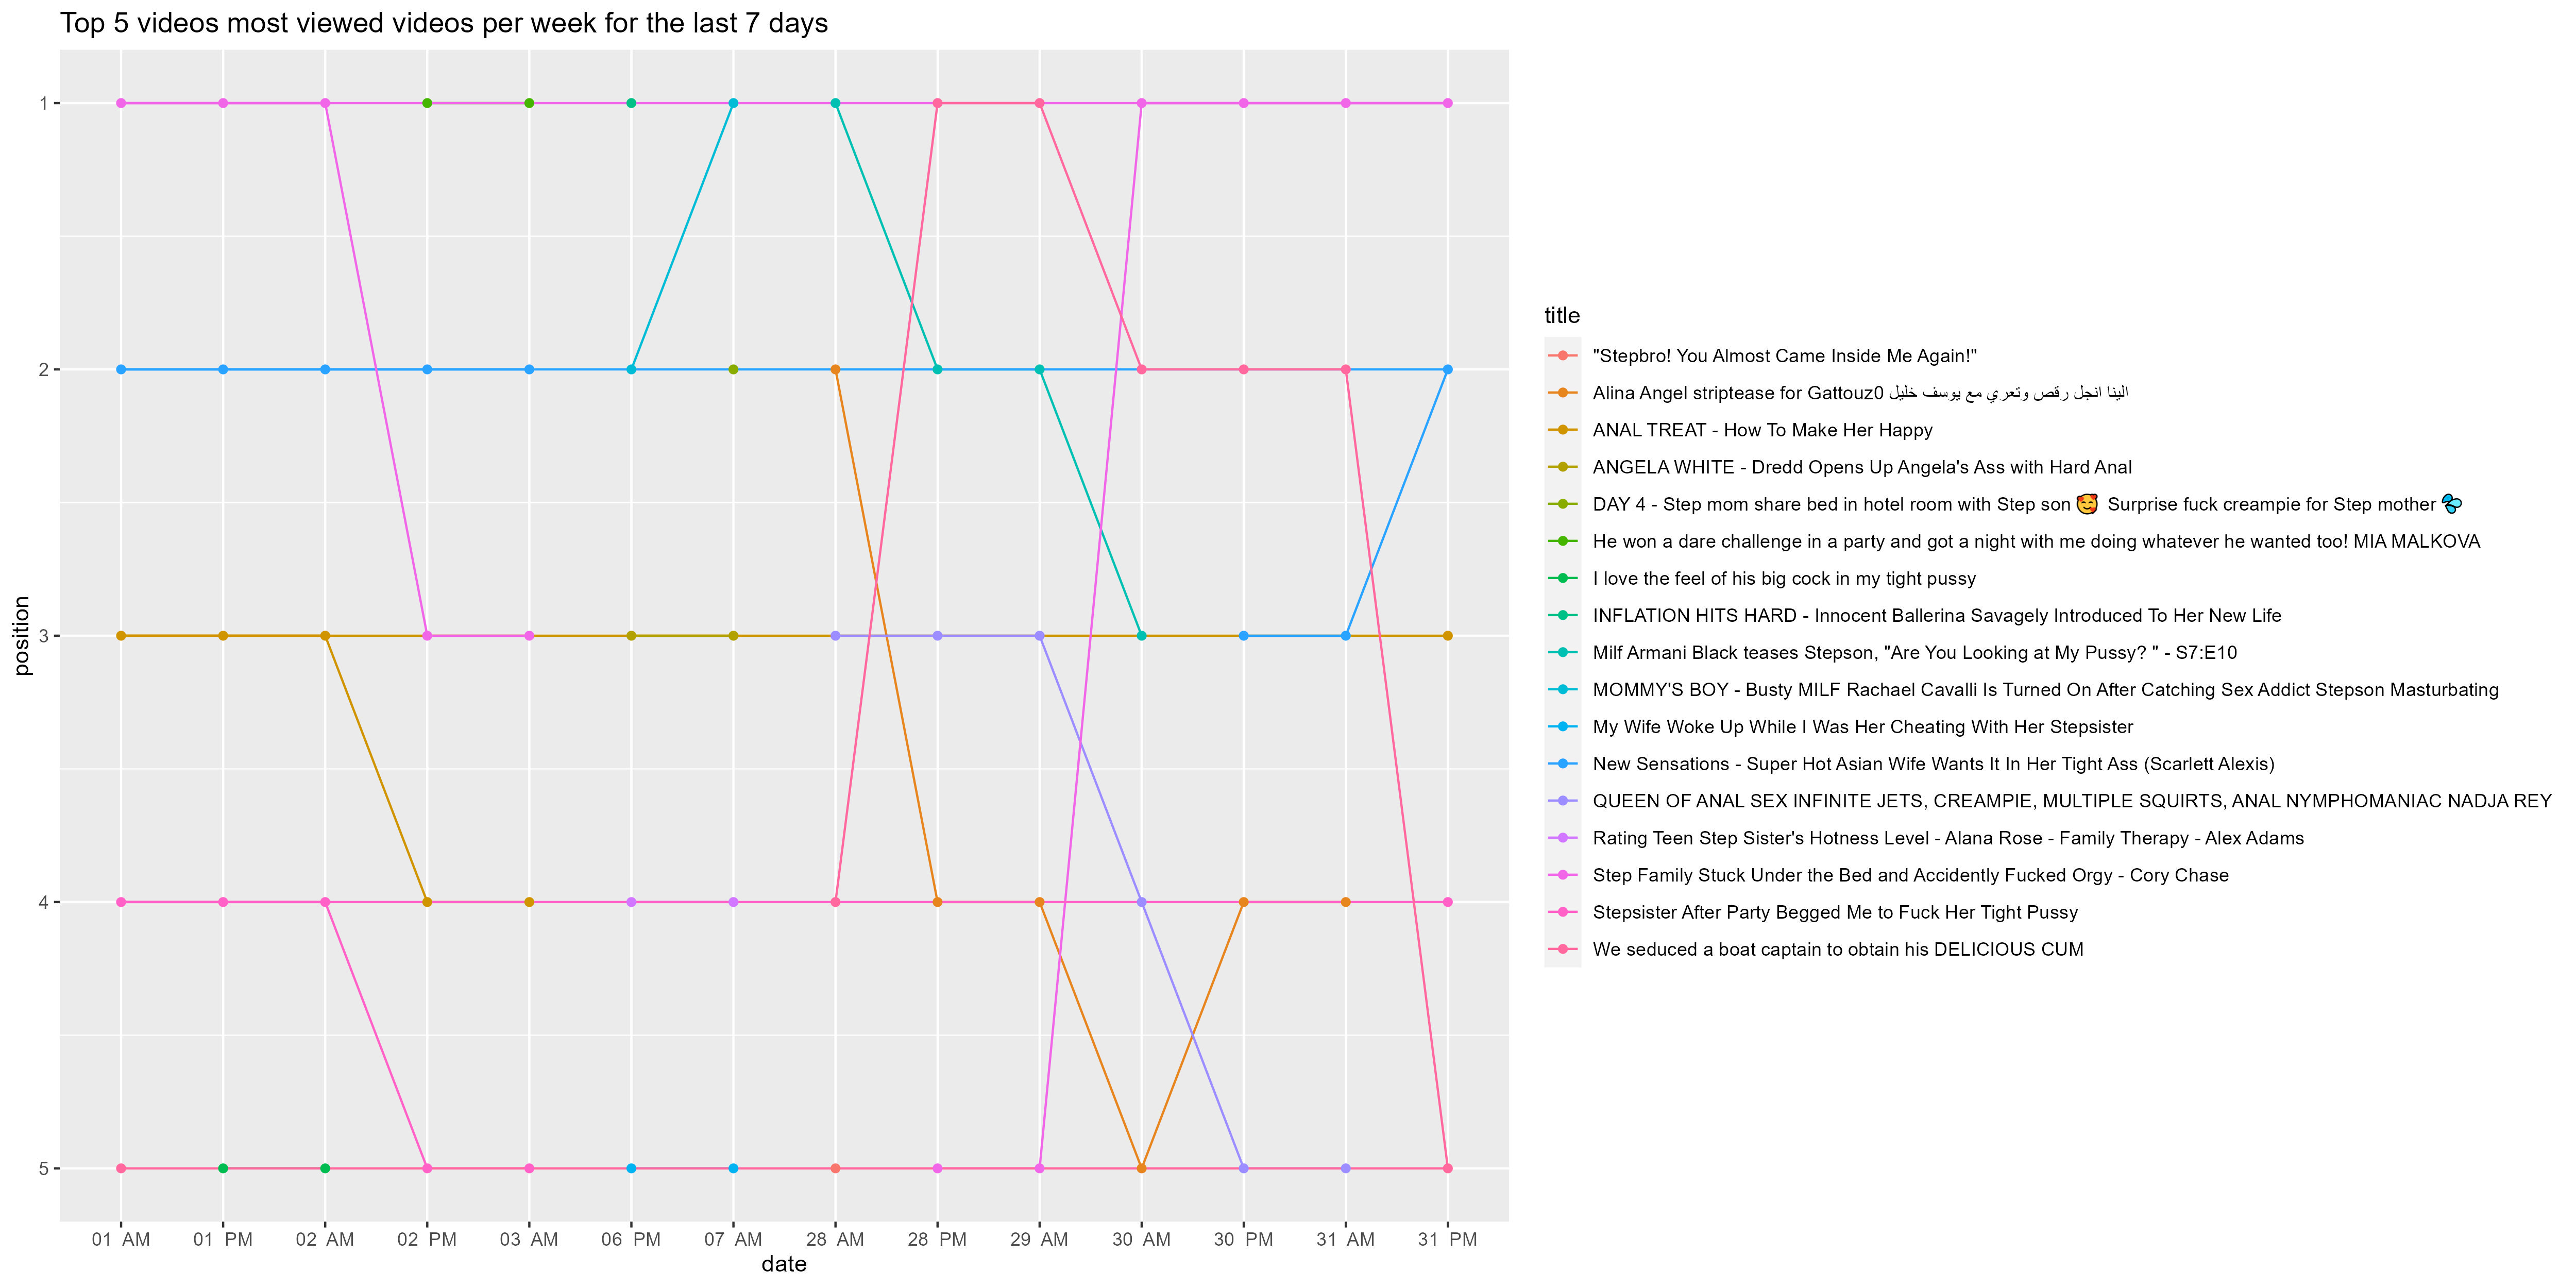 Top 5 videos most viewed videos per week for the last 7 days
position
1
2
3
4
5
01 AM 01 PM 02 AM 02 PM 03 AM 06 PM 07 AM 28 AM 28 PM 29 AM 30 AM 30 PM 31 AM 31 PM
date
title
"Stepbro! You Almost Came Inside Me Again!"
Alina Angel striptease for Gattouz0 الينا انجل رقص وتعري مع يوسف خليل
ANAL TREAT - How To Make Her Happy
ANGELA WHITE - Dredd Opens Up Angela's Ass with Hard Anal
DAY 4 - Step mom share bed in hotel room with Step son 🥰 Surprise fuck creampie for Step mother 💦
He won a dare challenge in a party and got a night with me doing whatever he wanted too! MIA MALKOVA
I love the feel of his big cock in my tight pussy
INFLATION HITS HARD - Innocent Ballerina Savagely Introduced To Her New Life
Milf Armani Black teases Stepson, "Are You Looking at My Pussy? " - S7:E10
MOMMY'S BOY - Busty MILF Rachael Cavalli Is Turned On After Catching Sex Addict Stepson Masturbating
My Wife Woke Up While I Was Her Cheating With Her Stepsister
New Sensations - Super Hot Asian Wife Wants It In Her Tight Ass (Scarlett Alexis)
QUEEN OF ANAL SEX INFINITE JETS, CREAMPIE, MULTIPLE SQUIRTS, ANAL NYMPHOMANIAC NADJA REY
Rating Teen Step Sister's Hotness Level - Alana Rose - Family Therapy - Alex Adams
Step Family Stuck Under the Bed and Accidently Fucked Orgy - Cory Chase
Stepsister After Party Begged Me to Fuck Her Tight Pussy
We seduced a boat captain to obtain his DELICIOUS CUM